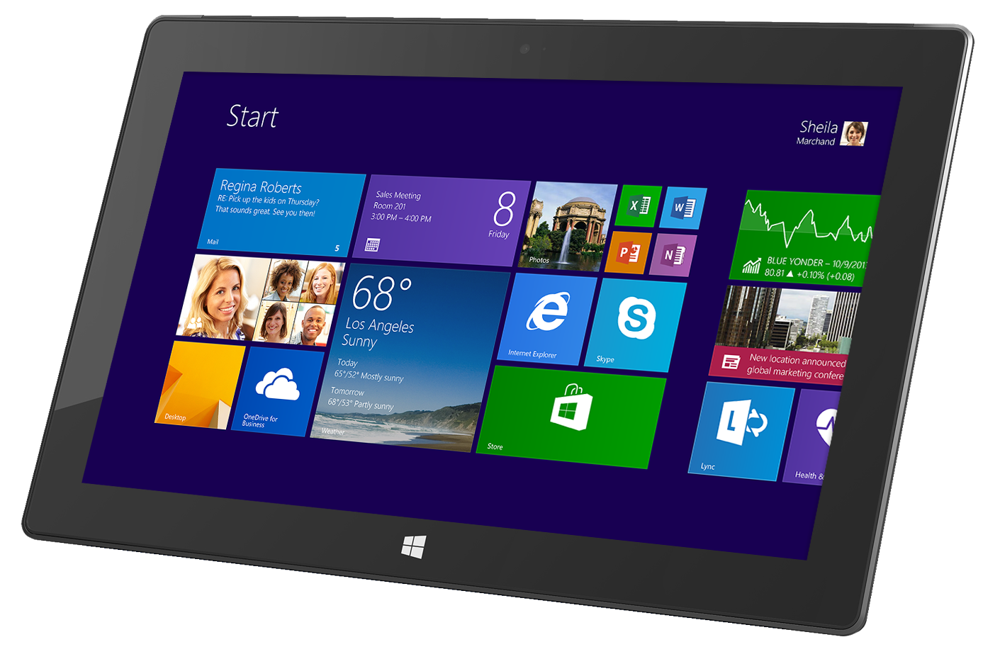 Start
Sheila
Marchand
Regina Roberts
RE: Pick up the kids on Thursday?
That sounds great. See you then!
Mail
5
Sales Meeting
Room 201
3:00 PM – 4:00 PM
8
Friday
Photos
X
W
P
N
BLUE YONDER – 10/9/201
80.81 ▲ +0.10% (+0.08)
68°
Los Angeles
Sunny
Today
65°/52° Mostly sunny
Tomorrow
68°/53° Partly sunny
Weather
Internet Explorer
S
Skype
New location announced
global marketing confere
Desktop
OneDrive for
Business
Store
L
Lync
Health &